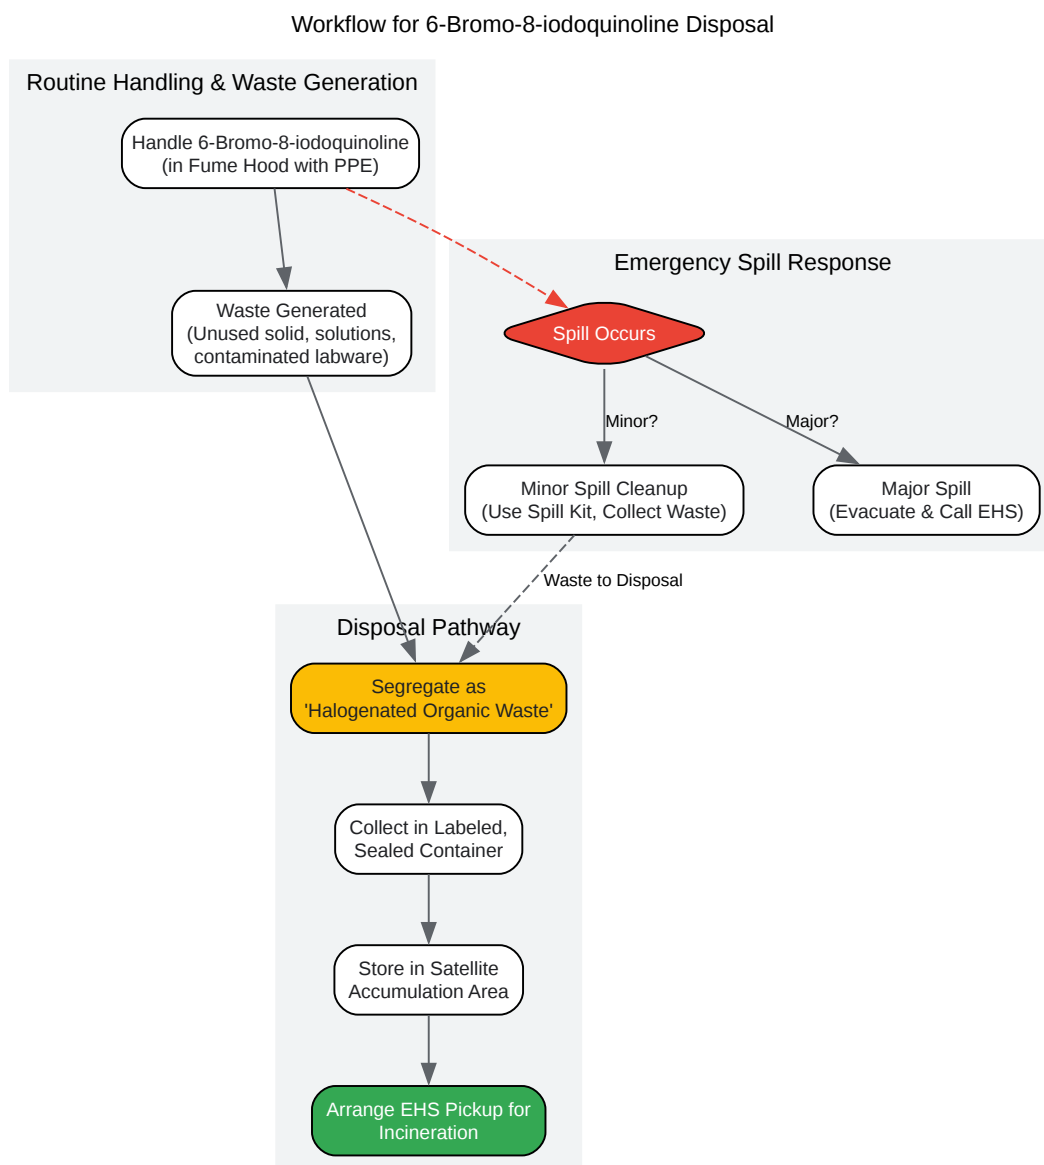 Workflow for 6-Bromo-8-iodoquinoline Disposal
Routine Handling & Waste Generation
Handle 6-Bromo-8-iodoquinoline
(in Fume Hood with PPE)
Waste Generated
(Unused solid, solutions,
contaminated labware)
Emergency Spill Response
Spill Occurs
Minor?
Major?
Minor Spill Cleanup
(Use Spill Kit, Collect Waste)
Major Spill
(Evacuate & Call EHS)
Waste to Disposal
Disposal Pathway
Segregate as
'Halogenated Organic Waste'
Collect in Labeled,
Sealed Container
Store in Satellite
Accumulation Area
Arrange EHS Pickup for
Incineration